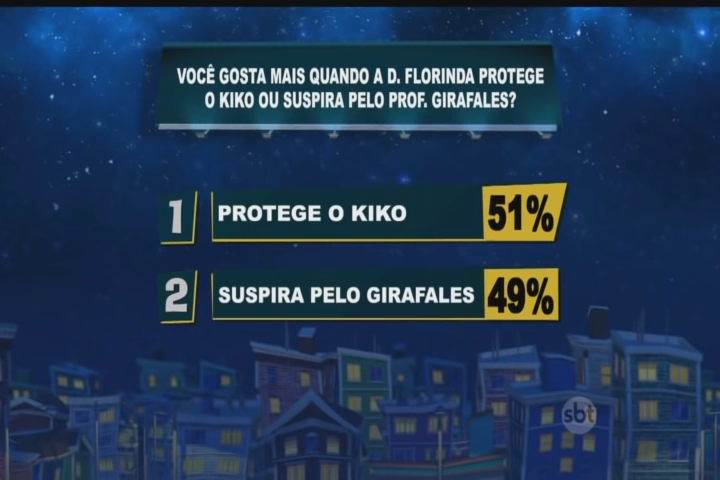 VOCÊ GOSTA MAIS QUANDO A D. FLORINDA PROTEGE
O KIKO OU SUSPIRA PELO PROF. GIRAFALES?
1 PROTEGE O KIKO 51%
2 SUSPIRA PELO GIRAFALES 49%
sbt